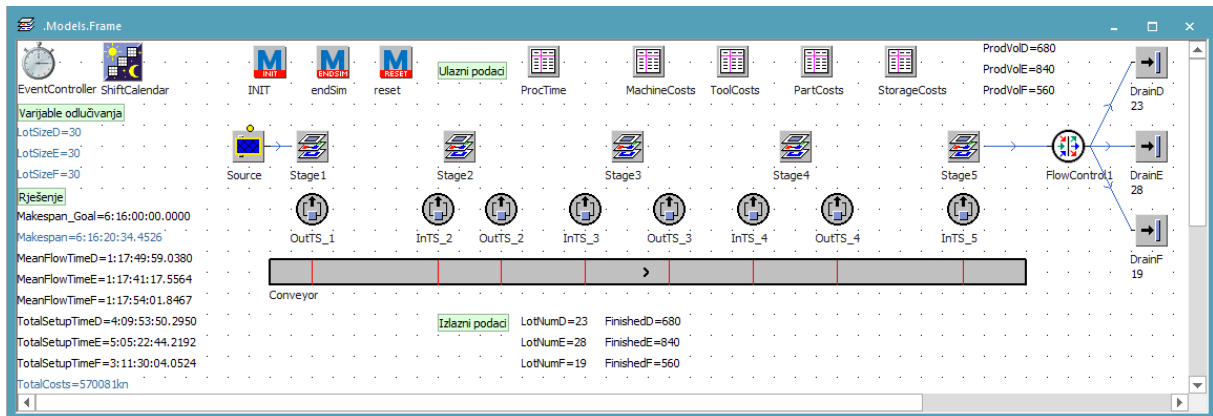 .Models.Frame
EventController
ShiftCalendar
M
INIT
INIT
M
ENDSIM
endSim
M
RESET
reset
Ulazni podaci
ProcTime
MachineCosts
ToolCosts
PartCosts
StorageCosts
ProdVolD=680
ProdVolE=840
ProdVolF=560
DrainD
23
Varijable odlučivanja
LotSizeD=30
LotSizeE=30
LotSizeF=30
Source
Stage1
Stage2
Stage3
Stage4
Stage5
FlowControl1
DrainE
28
Rješenje
Makespan_Goal=6:16:00:00.0000
Makespan=6:16:20:34.4526
MeanFlowTimeD=1:17:49:59.0380
MeanFlowTimeE=1:17:41:17.5564
MeanFlowTimeF=1:17:54:01.8467
TotalSetupTimeD=4:09:53:50.2950
TotalSetupTimeE=5:05:22:44.2192
TotalSetupTimeF=3:11:30:04.0524
TotalCosts=570081kn
OutTS_1
InTS_2
OutTS_2
InTS_3
OutTS_3
InTS_4
OutTS_4
InTS_5
DrainF
19
Conveyor
Izlazni podaci
LotNumD=23
FinishedD=680
LotNumE=28
FinishedE=840
LotNumF=19
FinishedF=560